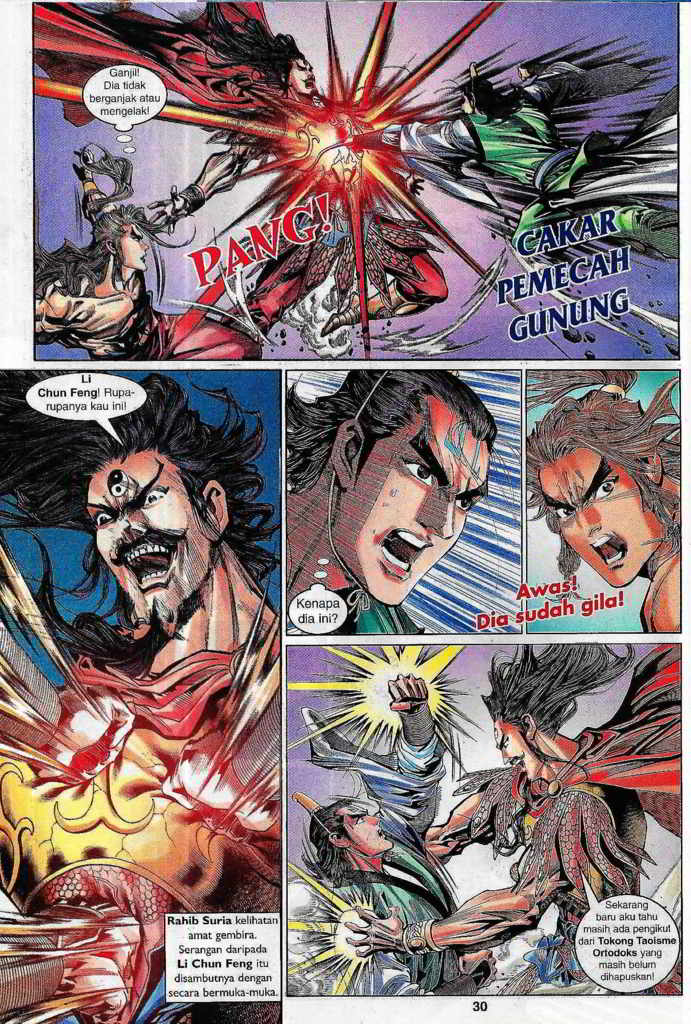 Ganjil!
Dia tidak
berganjak atau
mengelak!
PANG!
CAKAR
PEMECAH
GUNUNG
Li
Chun Feng! Rupa-
rupanya kau ini!
Rahib Suria kelihatan
amat gembira.
Serangan daripada
Li Chun Feng itu
disambutnya dengan
secara bermuka-muka.
Kenapa
dia ini?
Awas!
Dia sudah gila!
Sekarang
baru aku tahu
masih ada pengikut
dari Tokong Taoisme
Ortodoks yang
masih belum
dihapuskan!
30